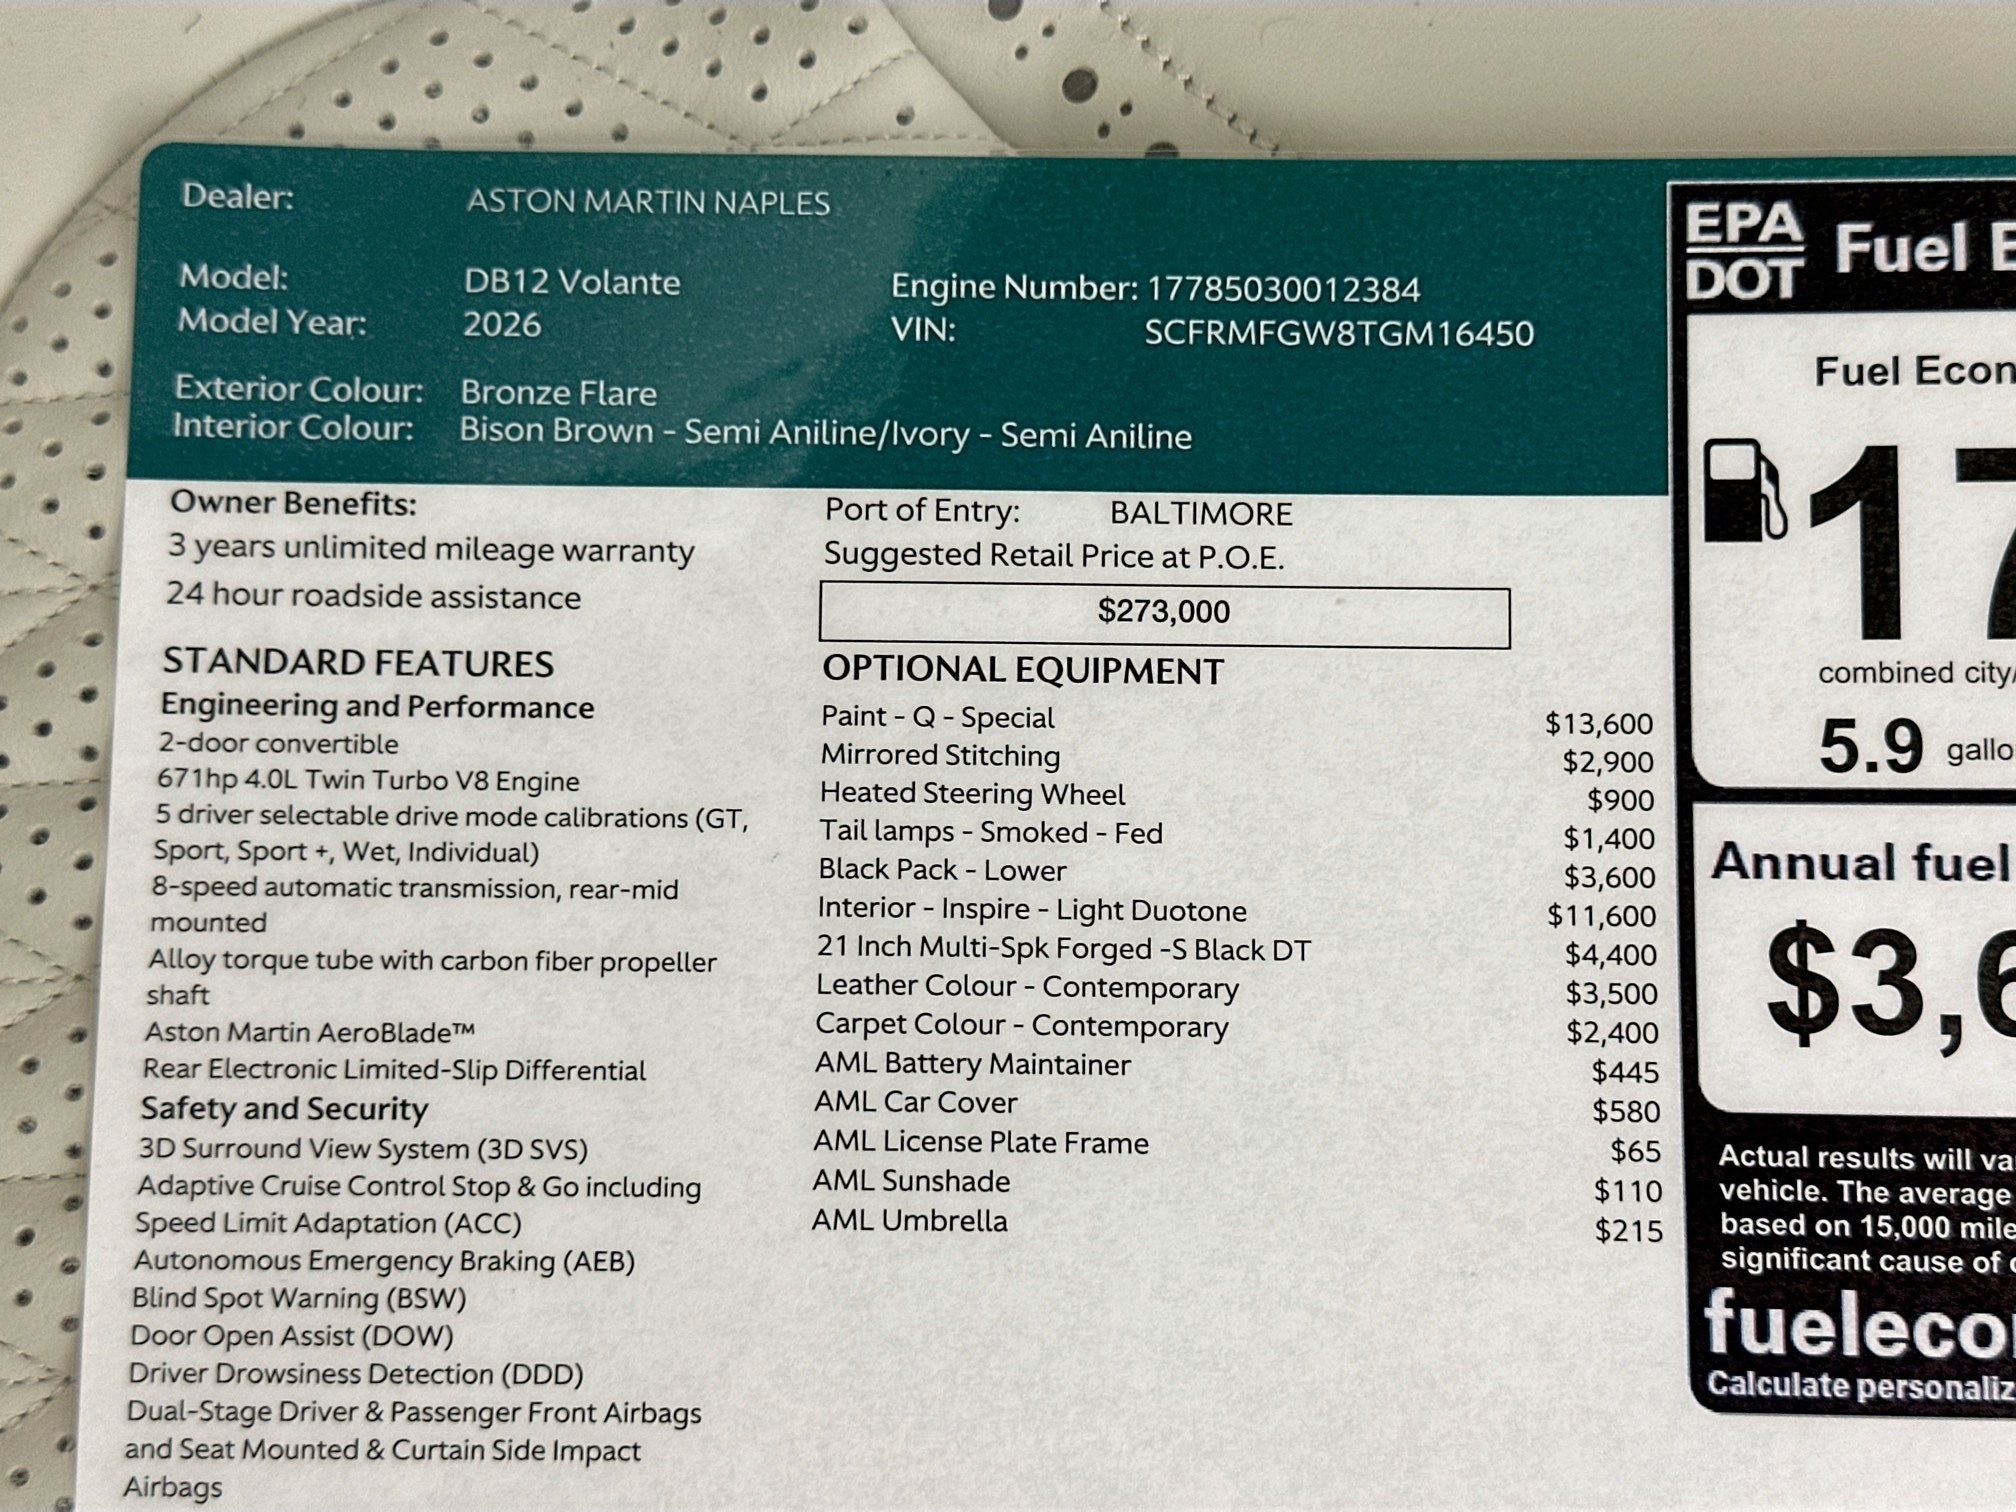 Dealer: ASTON MARTIN NAPLES
Model: DB12 Volante
Model Year: 2026
Engine Number: 17785030012384
VIN: SCFRMFGW8TGM16450
Exterior Colour: Bronze Flare
Interior Colour: Bison Brown - Semi Aniline/Ivory - Semi Aniline
Owner Benefits:
3 years unlimited mileage warranty
24 hour roadside assistance
STANDARD FEATURES
Engineering and Performance
2-door convertible
671hp 4.0L Twin Turbo V8 Engine
5 driver selectable drive mode calibrations (GT,
Sport, Sport +, Wet, Individual)
8-speed automatic transmission, rear-mid
mounted
Alloy torque tube with carbon fiber propeller
shaft
Aston Martin AeroBlade™
Rear Electronic Limited-Slip Differential
Safety and Security
3D Surround View System (3D SVS)
Adaptive Cruise Control Stop & Go including
Speed Limit Adaptation (ACC)
Autonomous Emergency Braking (AEB)
Blind Spot Warning (BSW)
Door Open Assist (DOW)
Driver Drowsiness Detection (DDD)
Dual-Stage Driver & Passenger Front Airbags
and Seat Mounted & Curtain Side Impact
Airbags
Port of Entry: BALTIMORE
Suggested Retail Price at P.O.E.
$273,000
OPTIONAL EQUIPMENT
Paint - Q - Special $13,600
Mirrored Stitching $2,900
Heated Steering Wheel $900
Tail lamps - Smoked - Fed $1,400
Black Pack - Lower $3,600
Interior - Inspire - Light Duotone $11,600
21 Inch Multi-Spk Forged -S Black DT $4,400
Leather Colour - Contemporary $3,500
Carpet Colour - Contemporary $2,400
AML Battery Maintainer $445
AML Car Cover $580
AML License Plate Frame $65
AML Sunshade $110
AML Umbrella $215
EPA
DOT
Fuel E
Fuel Econ
17
combined city/
5.9 gallo
Annual fuel
$3,6
Actual results will va
vehicle. The average
based on 15,000 mile
significant cause of
fueleco
Calculate personaliz